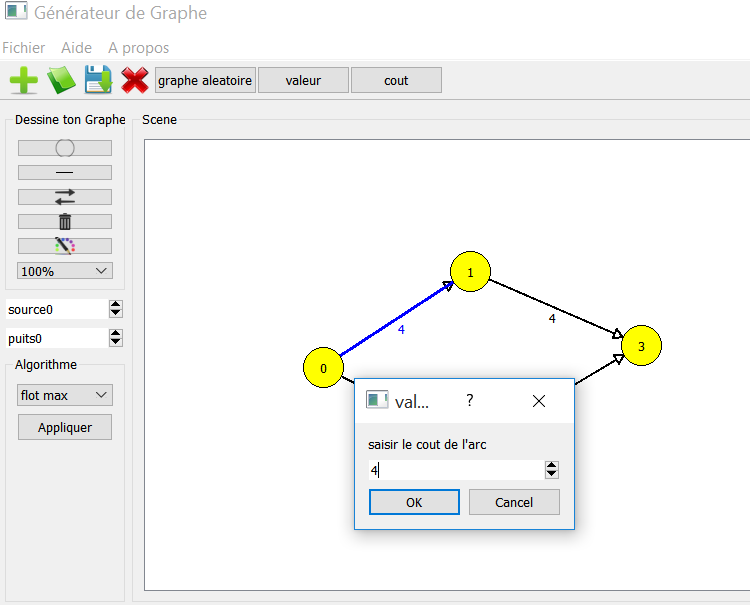 Générateur de Graphe
Fichier Aide A propos
graphe aleatoire valeur cout
Dessine ton Graphe
Scene
100%
source0
puits0
Algorithme
flot max
Appliquer
1
4
4
3
0
val... ?
saisir le cout de l'arc
4
OK Cancel